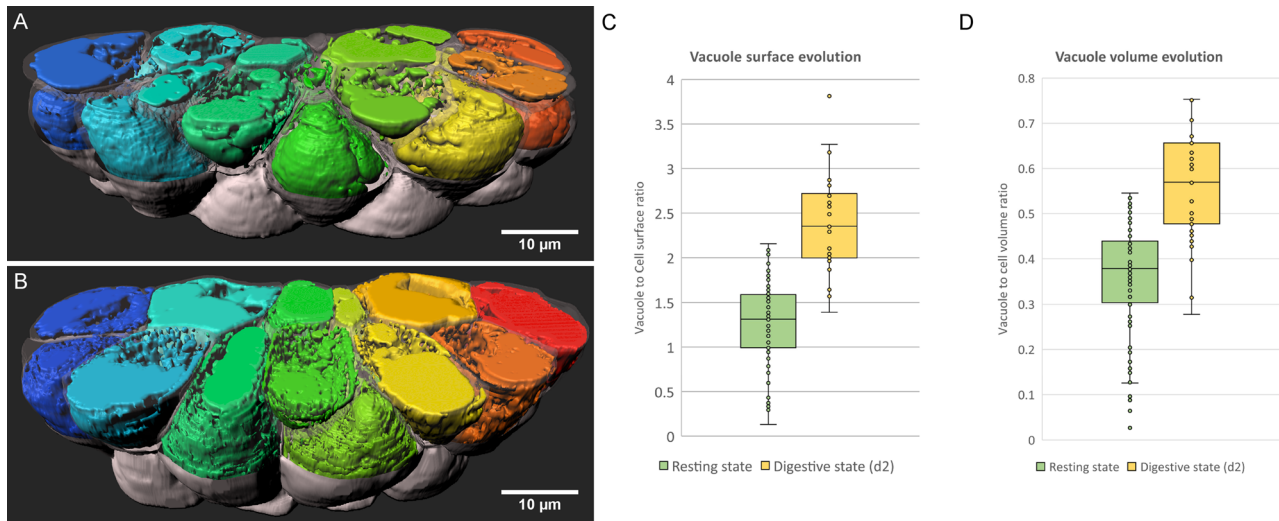 A
10 µm
B
10 µm
C
Vacuole surface evolution
Vacuole to Cell surface ratio
4
3.5
3
2.5
2
1.5
1
0.5
0
Resting state Digestive state (d2)
D
Vacuole volume evolution
Vacuole to cell volume ratio
0.8
0.7
0.6
0.5
0.4
0.3
0.2
0.1
0
Resting state Digestive state (d2)